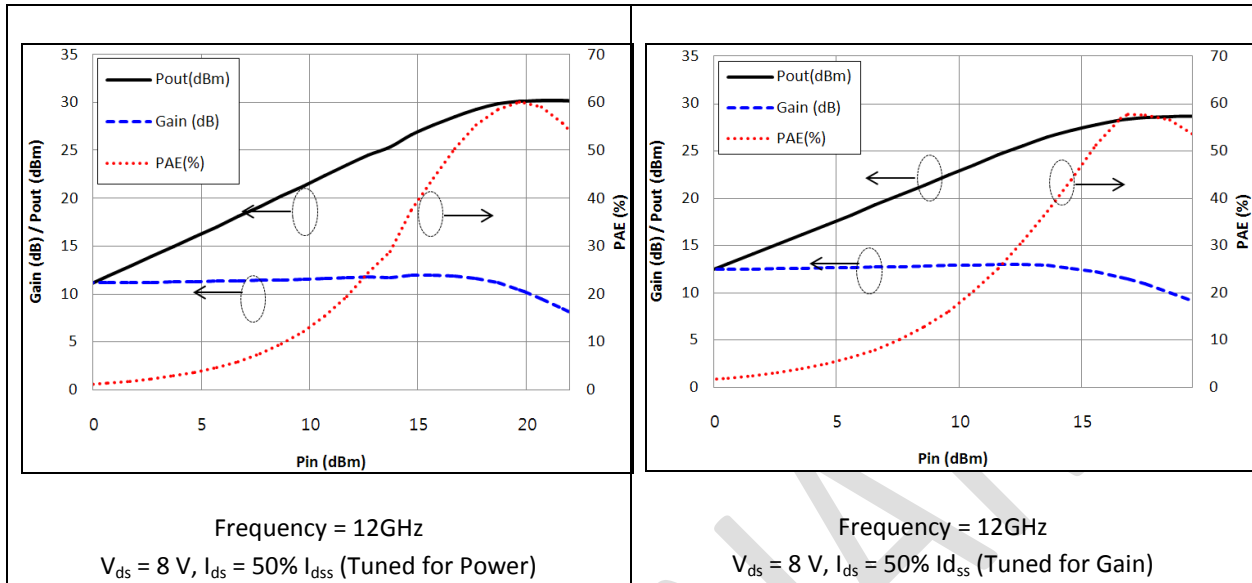 35
30
25
20
15
10
5
0
Gain (dB) / Pout (dBm)
Pout(dBm)
Gain (dB)
PAE(%)
70
60
50
40
30
20
10
0
PAE (%)
0 5 10 15 20
Pin (dBm)
Frequency = 12GHz
Vds = 8 V, Ids = 50% Idss (Tuned for Power)
35
30
25
20
15
10
5
0
Gain (dB) / Pout (dBm)
Pout(dBm)
Gain (dB)
PAE(%)
70
60
50
40
30
20
10
0
PAE (%)
0 5 10 15
Pin (dBm)
Frequency = 12GHz
Vds = 8 V, Ids = 50% Idss (Tuned for Gain)